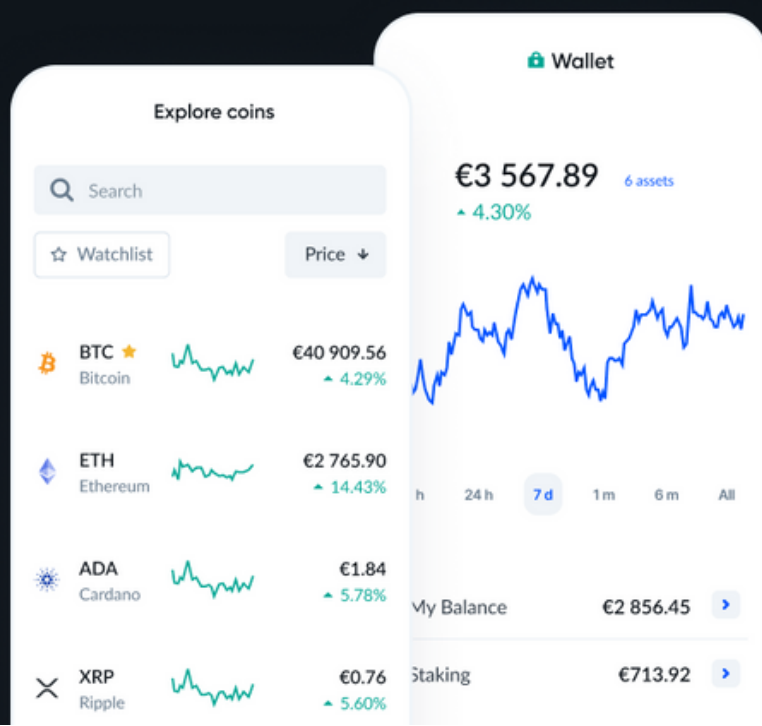 Explore coins
Search
Watchlist
Price
BTC
€40 909.56
Bitcoin
4.29%
ETH
€2 765.90
Ethereum
14.43%
ADA
€1.84
Cardano
5.78%
XRP
€0.76
Ripple
5.60%
Wallet
€3 567.89
6 assets
4.30%
h 24 h 7 d 1 m 6 m All
My Balance €2 856.45
Staking €713.92